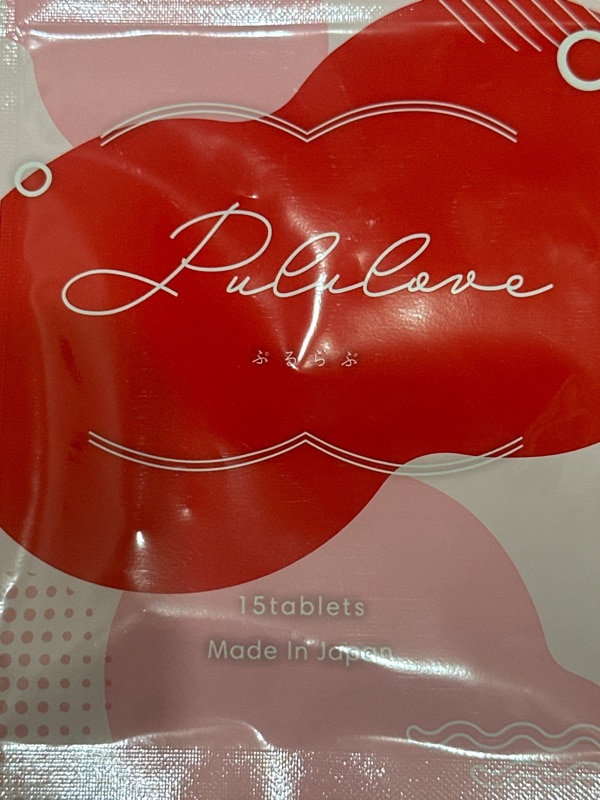 Pululove
ぷるらぶ
15tablets
Made In Japan